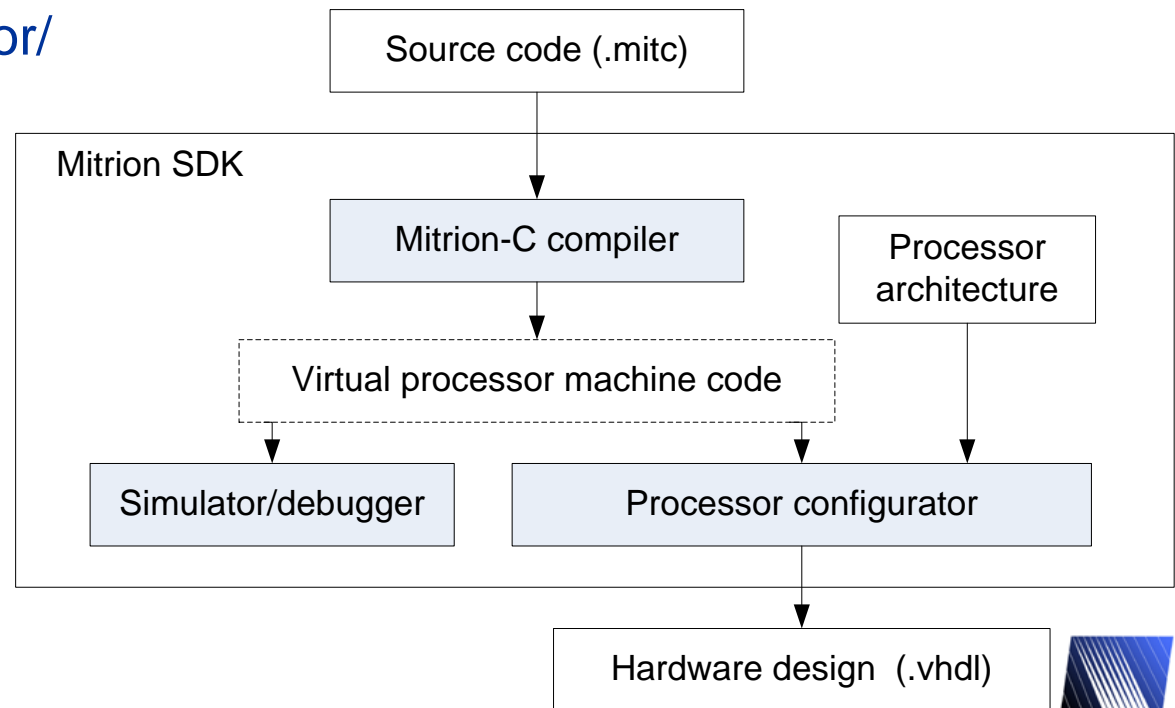 or/
Source code (.mitc)
Mitrion SDK
Mitrion-C compiler
Processor
architecture
Virtual processor machine code
Simulator/debugger
Processor configurator
Hardware design (.vhdl)